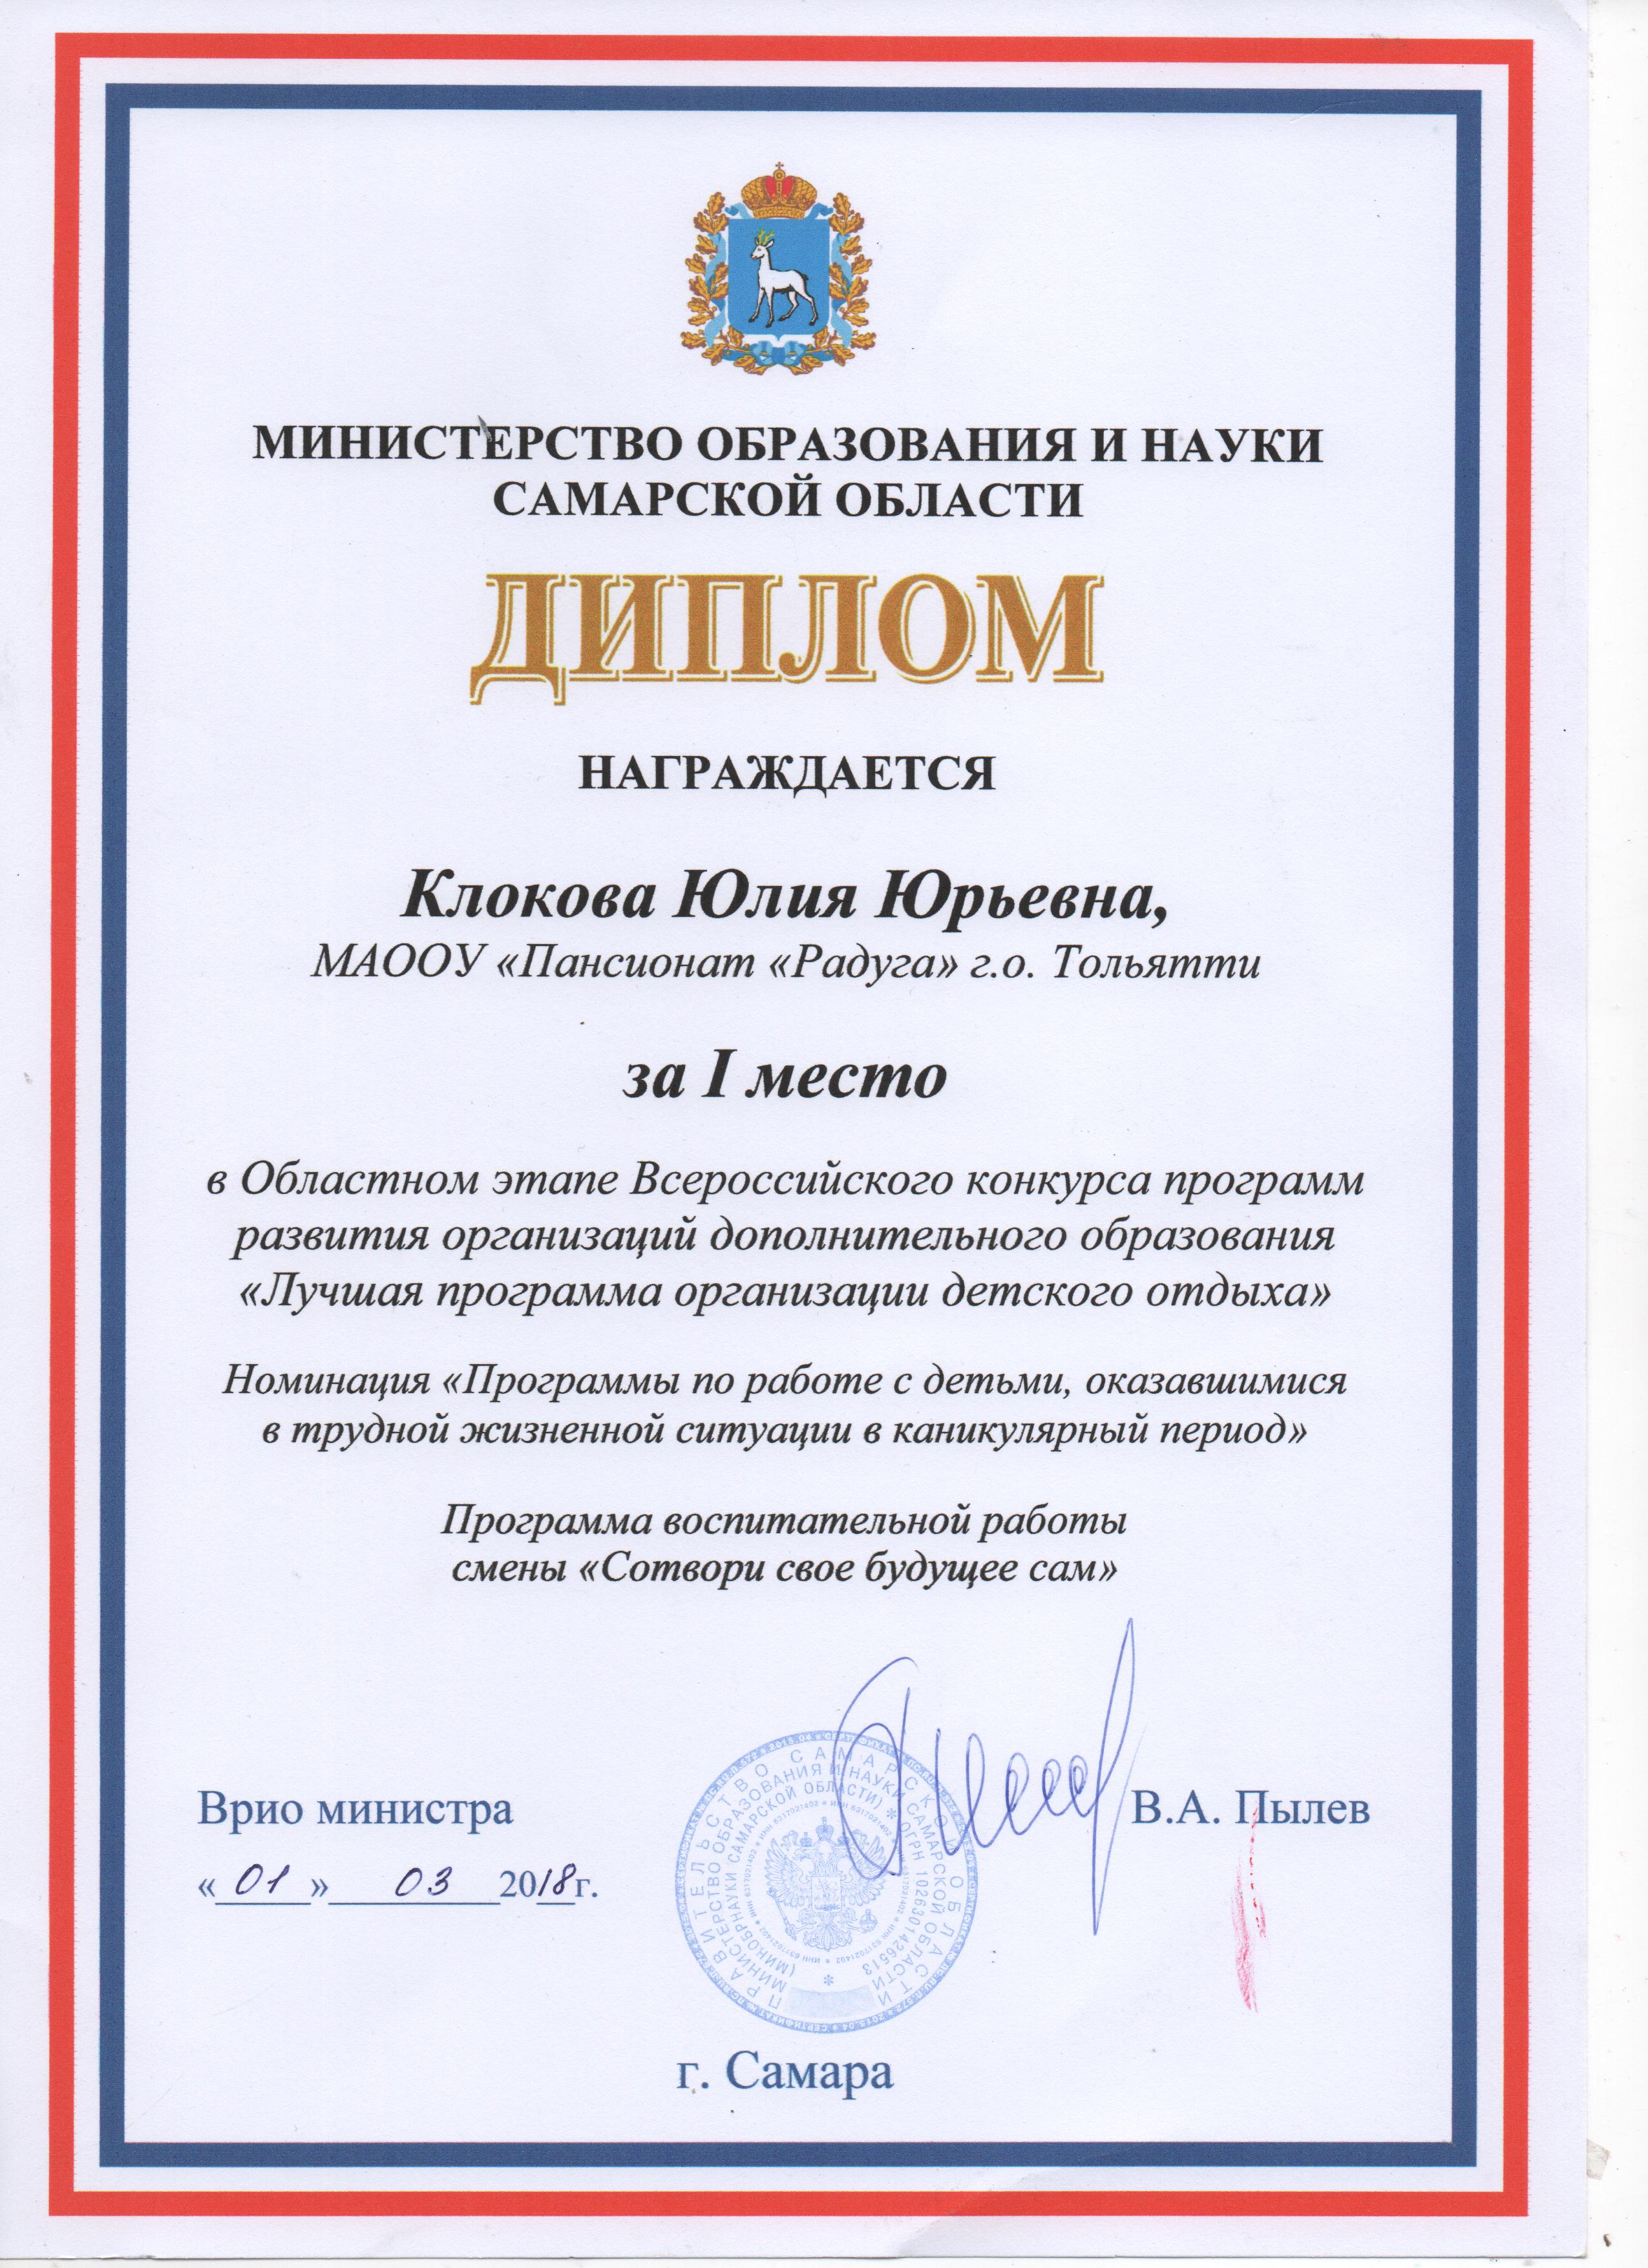 МИНИСТЕРСТВО ОБРАЗОВАНИЯ И НАУКИ
САМАРСКОЙ ОБЛАСТИ
ДИПЛОМ
НАГРАЖДАЕТСЯ
Клокова Юлия Юрьевна,
МАООУ «Пансионат «Радуга» г.о. Тольятти
за I место
в Областном этапе Всероссийского конкурса программ
развития организаций дополнительного образования
«Лучшая программа организации детского отдыха»
Номинация «Программы по работе с детьми, оказавшимися
в трудной жизненной ситуации в каникулярный период»
Программа воспитательной работы
смены «Сотвори свое будущее сам»
Врио министра
В.А. Пылев
«01» 03 2018г.
ПРАВИТЕЛЬСТВО САМАРСКОЙ ОБЛАСТИ
МИНИСТЕРСТВО ОБРАЗОВАНИЯ И НАУКИ САМАРСКОЙ ОБЛАСТИ
(МИНОБРНАУКИ САМАРСКОЙ ОБЛАСТИ) * ОГРН 1026301426513
ИНН 6317021402
г. Самара